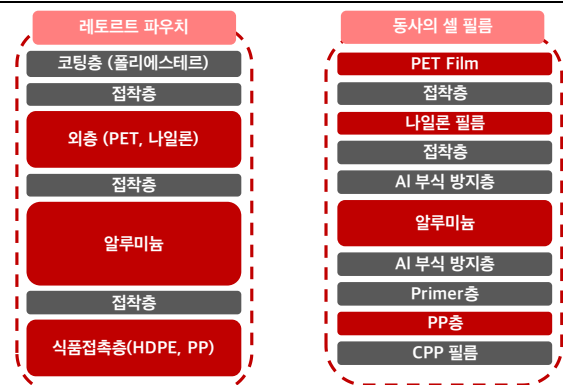 레토르트 파우치
코팅층 (폴리에스테르)
접착층
외층 (PET, 나일론)
접착층
알루미늄
접착층
식품접촉층(HDPE, PP)
동사의 셀 필름
PET Film
접착층
나일론 필름
접착층
Al 부식 방지층
알루미늄
Al 부식 방지층
Primer층
PP층
CPP 필름